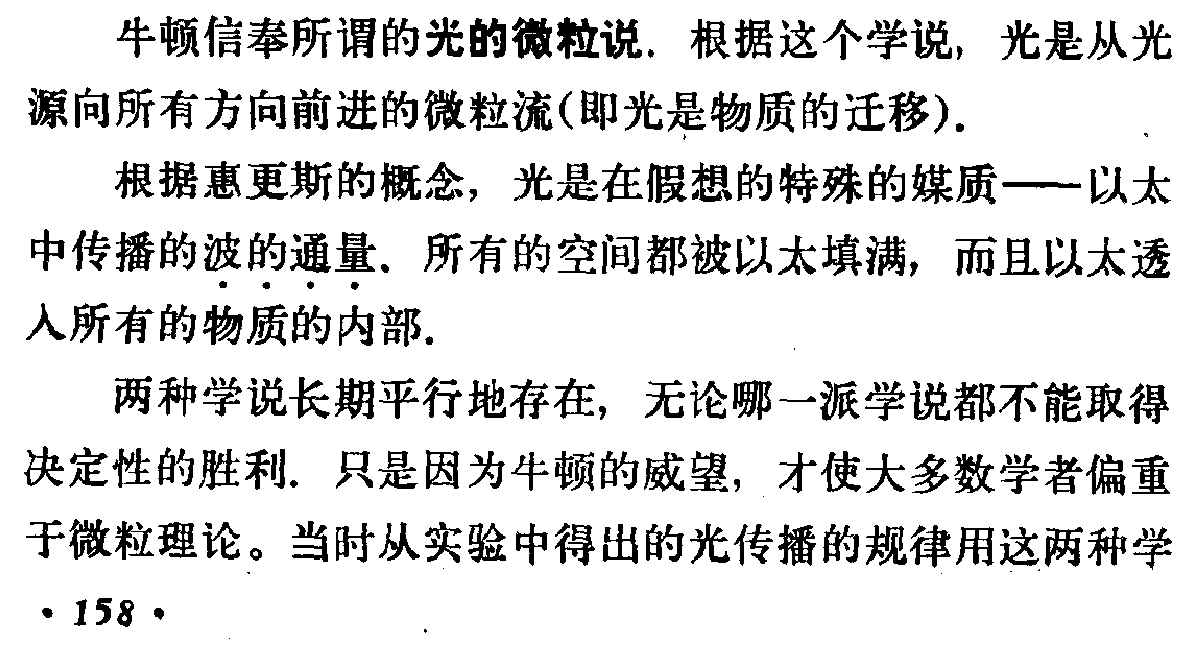 牛顿信奉所谓的光的微粒说. 根据这个学说, 光是从光
源向所有方向前进的微粒流(即光是物质的迁移).
根据惠更斯的概念, 光是在假想的特殊的媒质——以太
中传播的波的通量. 所有的空间都被以太填满, 而且以太透
入所有的物质的内部.
两种学说长期平行地存在, 无论哪一派学说都不能取得
决定性的胜利. 只是因为牛顿的威望, 才使大多数学者偏重
于微粒理论。当时从实验中得出的光传播的规律用这两种学
• 158 •